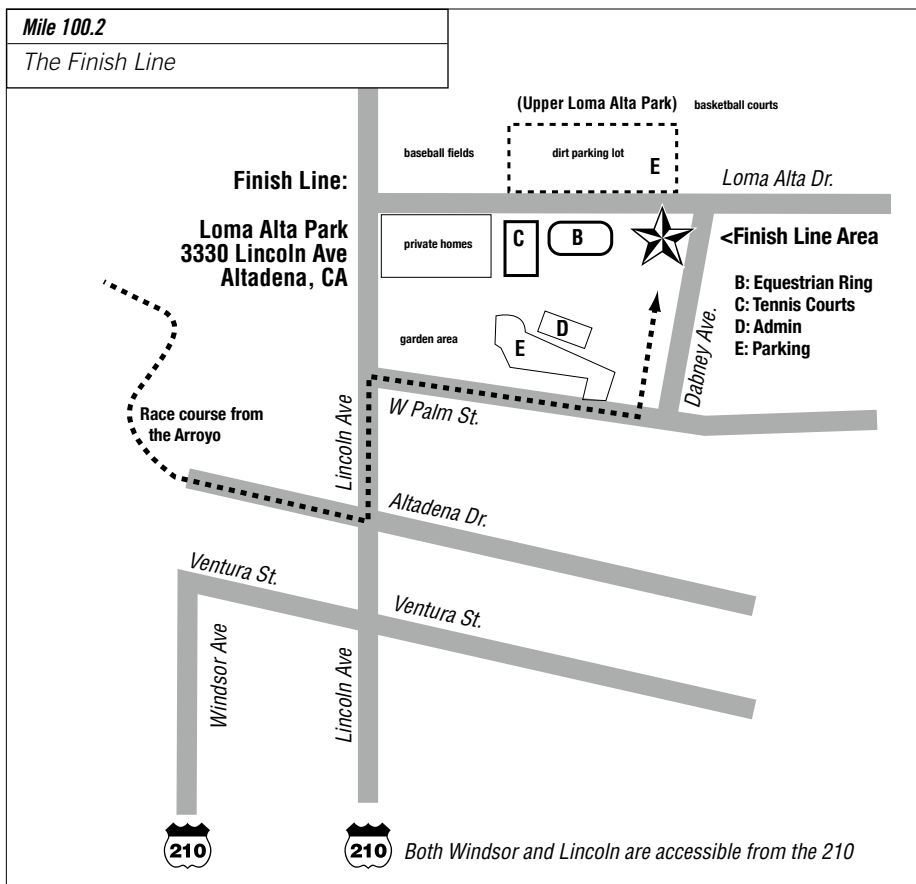 Mile 100.2
The Finish Line
(Upper Loma Alta Park)
basketball courts
baseball fields
dirt parking lot
E
Loma Alta Dr.
Finish Line:
Loma Alta Park
3330 Lincoln Ave
Altadena, CA
private homes
C
B
<Finish Line Area
B: Equestrian Ring
C: Tennis Courts
D: Admin
E: Parking
D
E
garden area
Dabney Ave.
Race course from
the Arroyo
Lincoln Ave
W Palm St.
Altadena Dr.
Ventura St.
Ventura St.
Windsor Ave
Lincoln Ave
210
210
Both Windsor and Lincoln are accessible from the 210